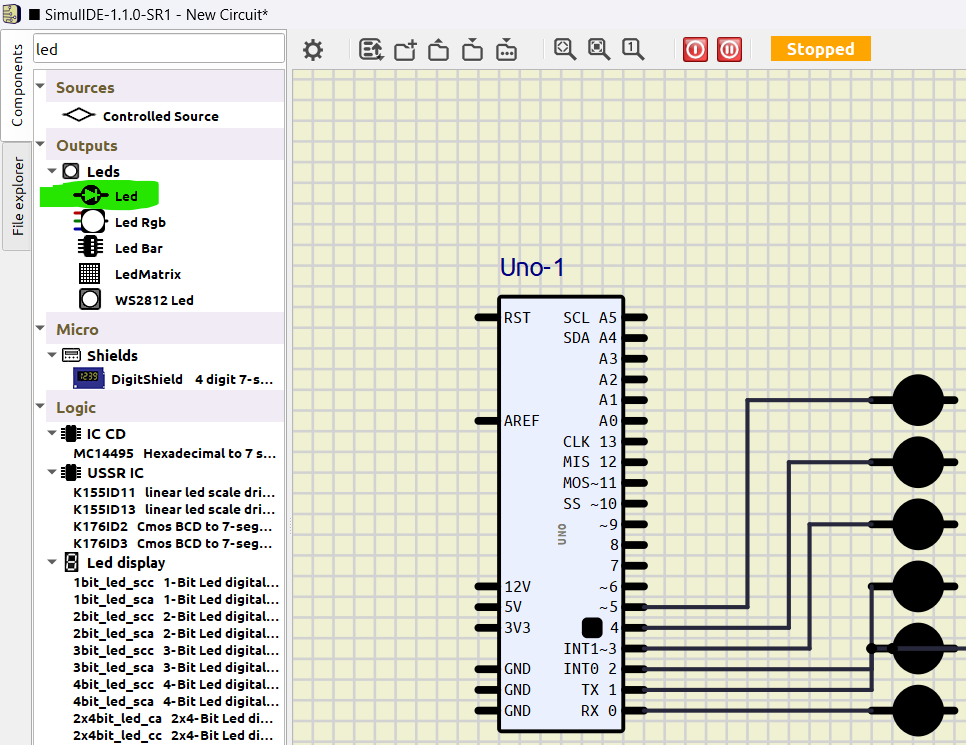 SimulIDE-1.1.0-SR1 - New Circuit*
Components
File explorer
led
Sources
Controlled Source
Outputs
Leds
Led
Led Rgb
Led Bar
LedMatrix
WS2812 Led
Micro
Shields
1239
DigitShield 4 digit 7-s...
Logic
IC CD
MC14495 Hexadecimal to 7 s...
USSR IC
K155ID11 linear led scale dri...
K155ID13 linear led scale dri...
K176ID2 Cmos BCD to 7-seg...
K176ID3 Cmos BCD to 7-seg...
Led display
1bit_led_scc 1-Bit Led digital...
1bit_led_sca 1-Bit Led digital...
2bit_led_scc 2-Bit Led digital...
2bit_led_sca 2-Bit Led digital...
3bit_led_scc 3-Bit Led digital...
3bit_led_sca 3-Bit Led digital...
4bit_led_scc 4-Bit Led digital...
4bit_led_sca 4-Bit Led digital...
2x4bit_led_ca 2x4-Bit Led di...
2x4bit_led_cc 2x4-Bit Led di...
1
Stopped
Uno-1
RST SCL A5
SDA A4
A3
A2
A1
AREF A0
CLK 13
MIS 12
MOS~11
SS ~10
~9
UNO
8
7
12V ~6
5V ~5
3V3 4
INT1~3
GND INT0 2
GND TX 1
GND RX 0